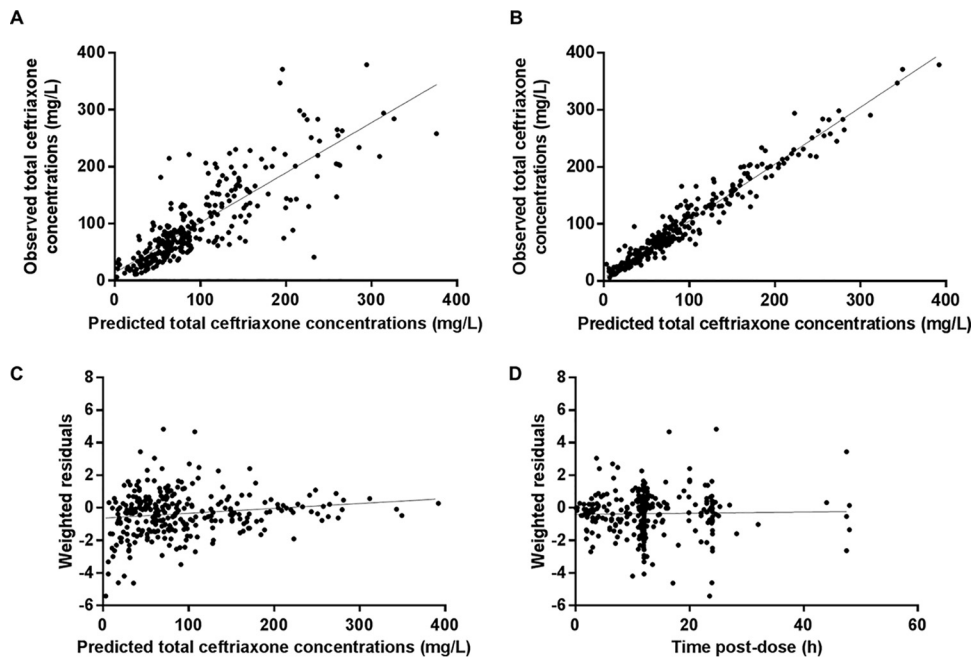 A
B
Observed total ceftriaxone
concentrations (mg/L)
400
300
200
100
0
0 100 200 300 400
Predicted total ceftriaxone concentrations (mg/L)
Observed total ceftriaxone
concentrations (mg/L)
400
300
200
100
0
0 100 200 300 400
Predicted total ceftriaxone concentrations (mg/L)
C
D
Weighted residuals
8
6
4
2
0
-2
-4
-6
0 100 200 300 400
Predicted total ceftriaxone concentrations (mg/L)
Weighted residuals
8
6
4
2
0
-2
-4
-6
0 20 40 60
Time post-dose (h)